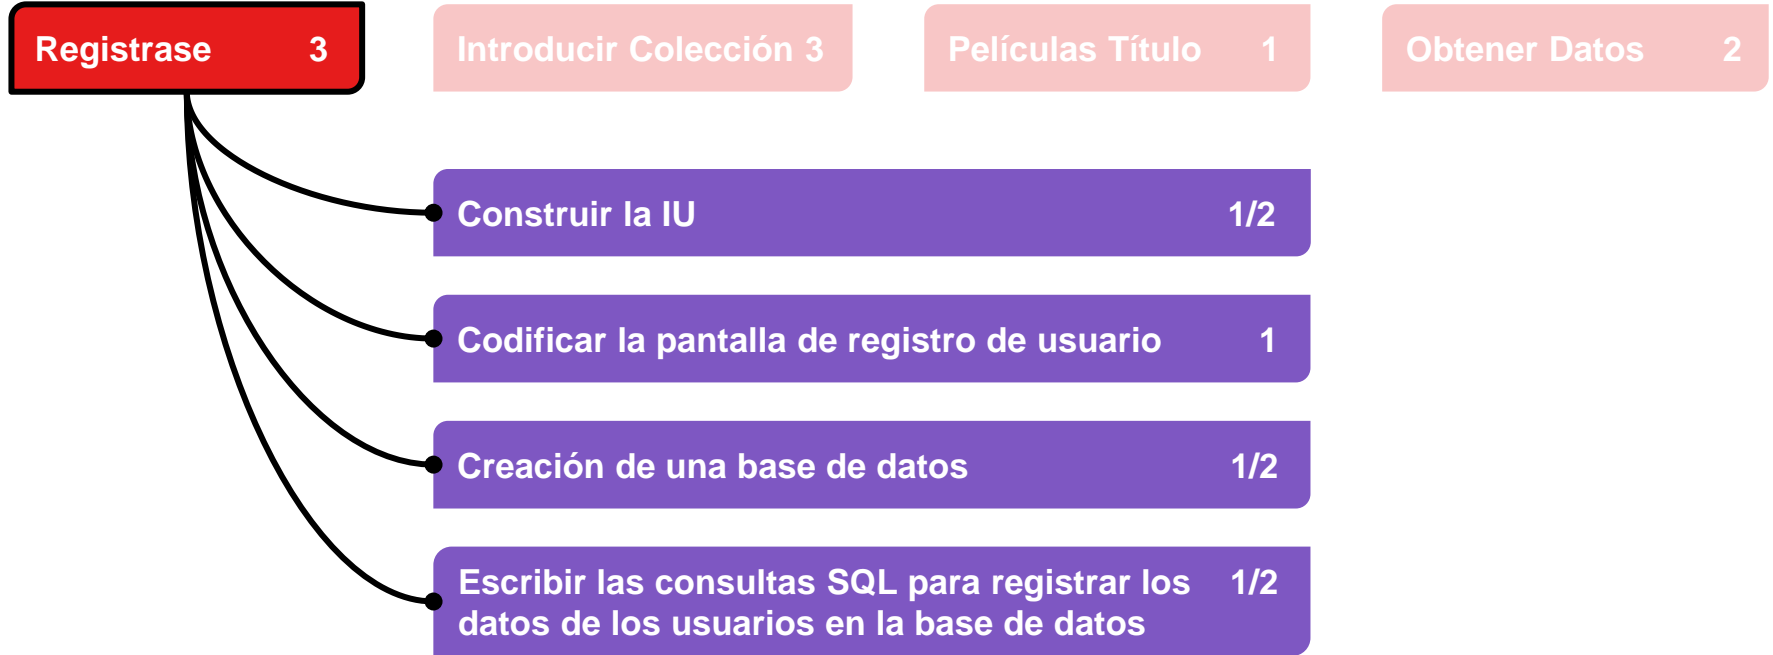 Registrase 3
Introducir Colección 3
Películas Título 1
Obtener Datos 2
Construir la IU 1/2
Codificar la pantalla de registro de usuario 1
Creación de una base de datos 1/2
Escribir las consultas SQL para registrar los 1/2
datos de los usuarios en la base de datos